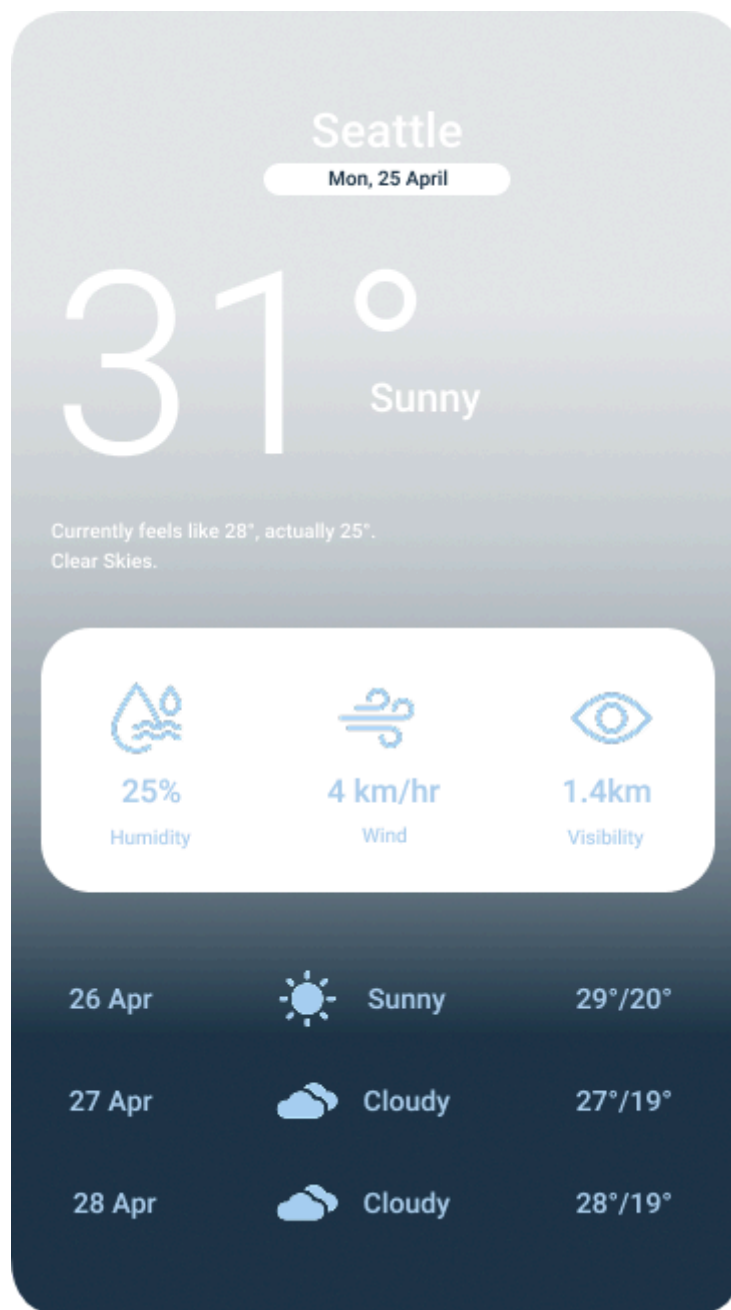 Seattle
Mon, 25 April
31°
Sunny
Currently feels like 28°, actually 25°.
Clear Skies.
25% 4 km/hr 1.4km
Humidity Wind Visibility
26 Apr Sunny 29°/20°
27 Apr Cloudy 27°/19°
28 Apr Cloudy 28°/19°